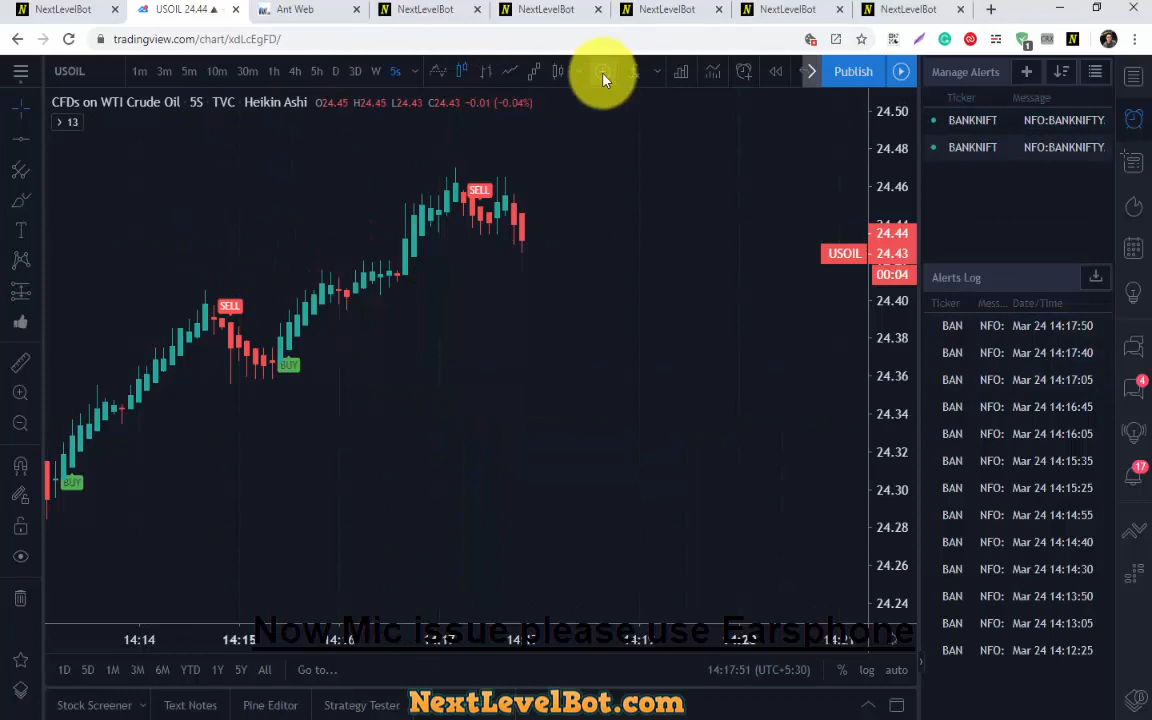 NextLevelBot
USOIL 24.44 ▲
Ant Web
NextLevelBot
NextLevelBot
NextLevelBot
NextLevelBot
NextLevelBot
tradingview.com/chart/xdLcEgFD/
USOIL 1m 3m 5m 10m 30m 1h 4h 5h D 3D W 5s
Publish
Manage Alerts
CFDs on WTI Crude Oil · 5S · TVC · Heikin Ashi O24.45 H24.45 L24.43 C24.43 −0.01 (−0.04%)
13
Ticker Message
BANKNIFT NFO:BANKNIFTY.
BANKNIFT NFO:BANKNIFTY.
24.50
24.48
24.46
24.44
24.44
USOIL 24.43
00:04
24.40
24.38
24.36
24.34
24.32
24.30
24.28
24.26
24.24
SELL
SELL
BUY
BUY
Alerts Log
Ticker Mess... Date/Time
BAN NFO: Mar 24 14:17:50
BAN NFO: Mar 24 14:17:40
BAN NFO: Mar 24 14:17:05
BAN NFO: Mar 24 14:16:45
BAN NFO: Mar 24 14:16:05
BAN NFO: Mar 24 14:15:35
BAN NFO: Mar 24 14:15:25
BAN NFO: Mar 24 14:14:55
BAN NFO: Mar 24 14:14:40
BAN NFO: Mar 24 14:14:30
BAN NFO: Mar 24 14:13:50
BAN NFO: Mar 24 14:13:05
BAN NFO: Mar 24 14:12:25
4
17
14:14 14:15 14:16 14:17
Now Mic issue please use Earsphone
1D 5D 1M 3M 6M YTD 1Y 5Y All Go to... 14:17:51 (UTC+5:30) % log auto
Stock Screener Text Notes Pine Editor Strategy Tester
NextLevelBot.com